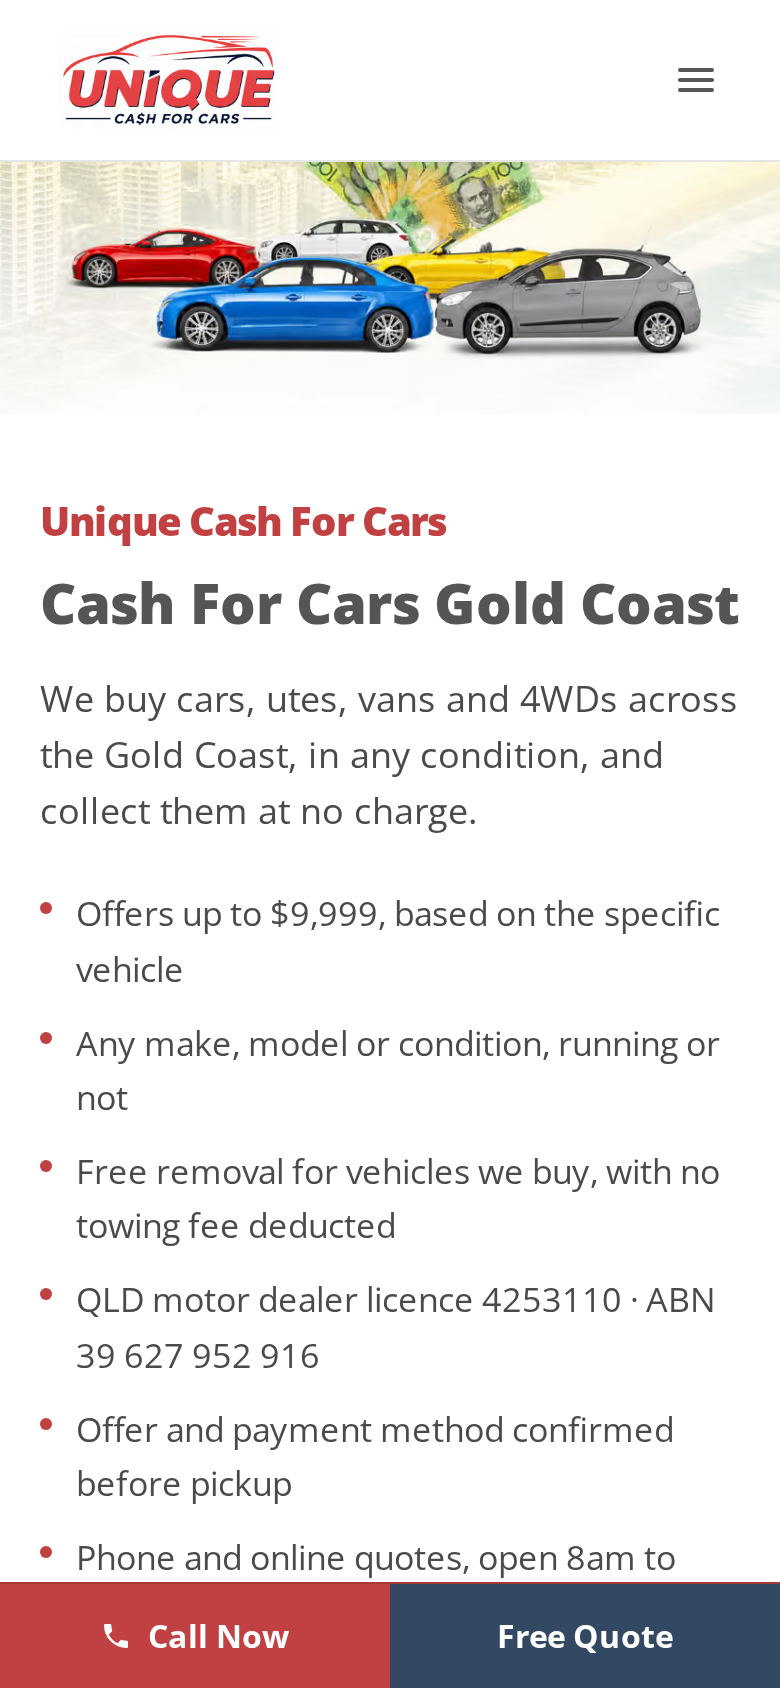 UNIQUE
CA$H FOR CARS
100
Unique Cash For Cars
Cash For Cars Gold Coast
We buy cars, utes, vans and 4WDs across
the Gold Coast, in any condition, and
collect them at no charge.
Offers up to $9,999, based on the specific
vehicle
Any make, model or condition, running or
not
Free removal for vehicles we buy, with no
towing fee deducted
QLD motor dealer licence 4253110 · ABN
39 627 952 916
Offer and payment method confirmed
before pickup
Phone and online quotes, open 8am to
Call Now
Free Quote